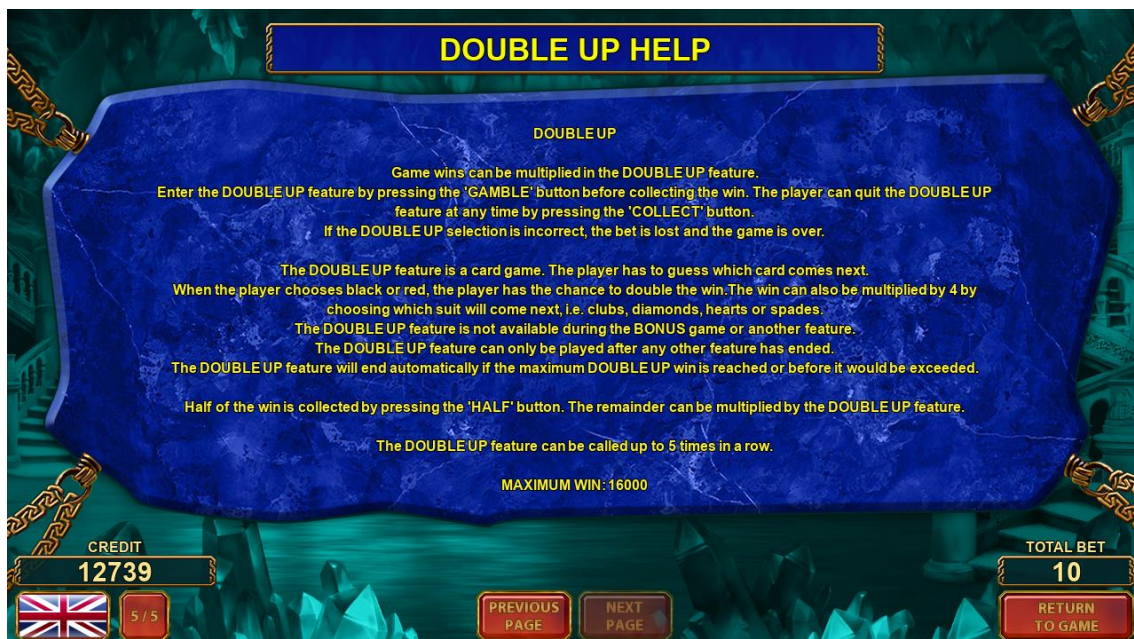 DOUBLE UP HELP
DOUBLE UP
Game wins can be multiplied in the DOUBLE UP feature.
Enter the DOUBLE UP feature by pressing the 'GAMBLE' button before collecting the win. The player can quit the DOUBLE UP
feature at any time by pressing the 'COLLECT' button.
If the DOUBLE UP selection is incorrect, the bet is lost and the game is over.
The DOUBLE UP feature is a card game. The player has to guess which card comes next.
When the player chooses black or red, the player has the chance to double the win.The win can also be multiplied by 4 by
choosing which suit will come next, i.e. clubs, diamonds, hearts or spades.
The DOUBLE UP feature is not available during the BONUS game or another feature.
The DOUBLE UP feature can only be played after any other feature has ended.
The DOUBLE UP feature will end automatically if the maximum DOUBLE UP win is reached or before it would be exceeded.
Half of the win is collected by pressing the 'HALF' button. The remainder can be multiplied by the DOUBLE UP feature.
The DOUBLE UP feature can be called up to 5 times in a row.
MAXIMUM WIN: 16000
CREDIT
12739
TOTAL BET
10
5 / 5
PREVIOUS
PAGE
NEXT
PAGE
RETURN
TO GAME